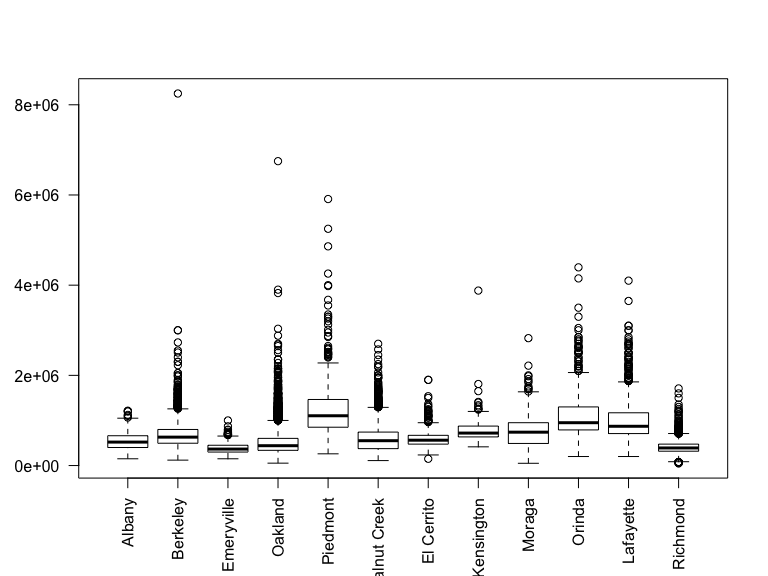 8e+06
6e+06
4e+06
2e+06
0e+00
Albany
Berkeley
Emeryville
Oakland
Piedmont
alnut Creek
El Cerrito
Kensington
Moraga
Orinda
Lafayette
Richmond